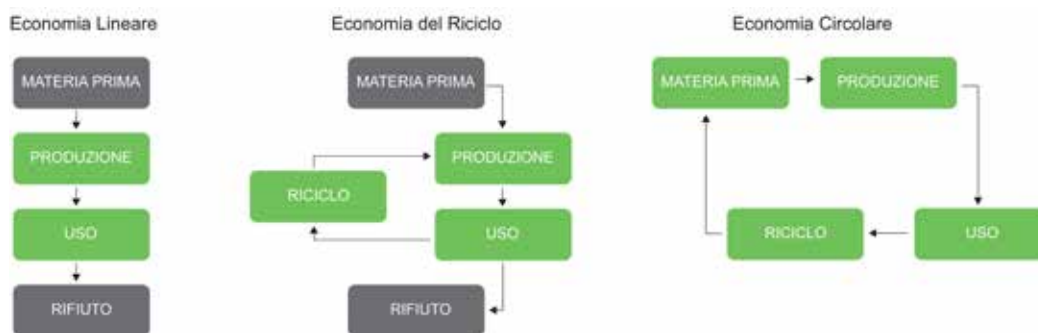 Economia Lineare
MATERIA PRIMA
PRODUZIONE
USO
RIFIUTO
Economia del Riciclo
MATERIA PRIMA
PRODUZIONE
RICICLO
USO
RIFIUTO
Economia Circolare
MATERIA PRIMA
PRODUZIONE
RICICLO
USO